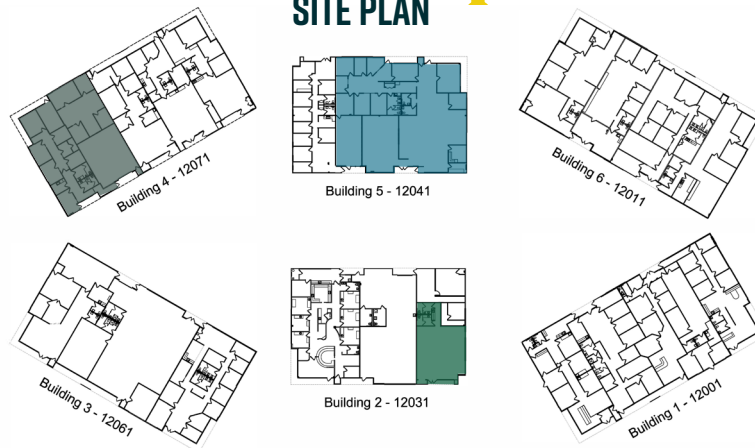 SITE PLAN
Building 4 - 12071
Building 5 - 12041
Building 6 - 12011
Building 3 - 12061
Building 2 - 12031
Building 1 - 12001